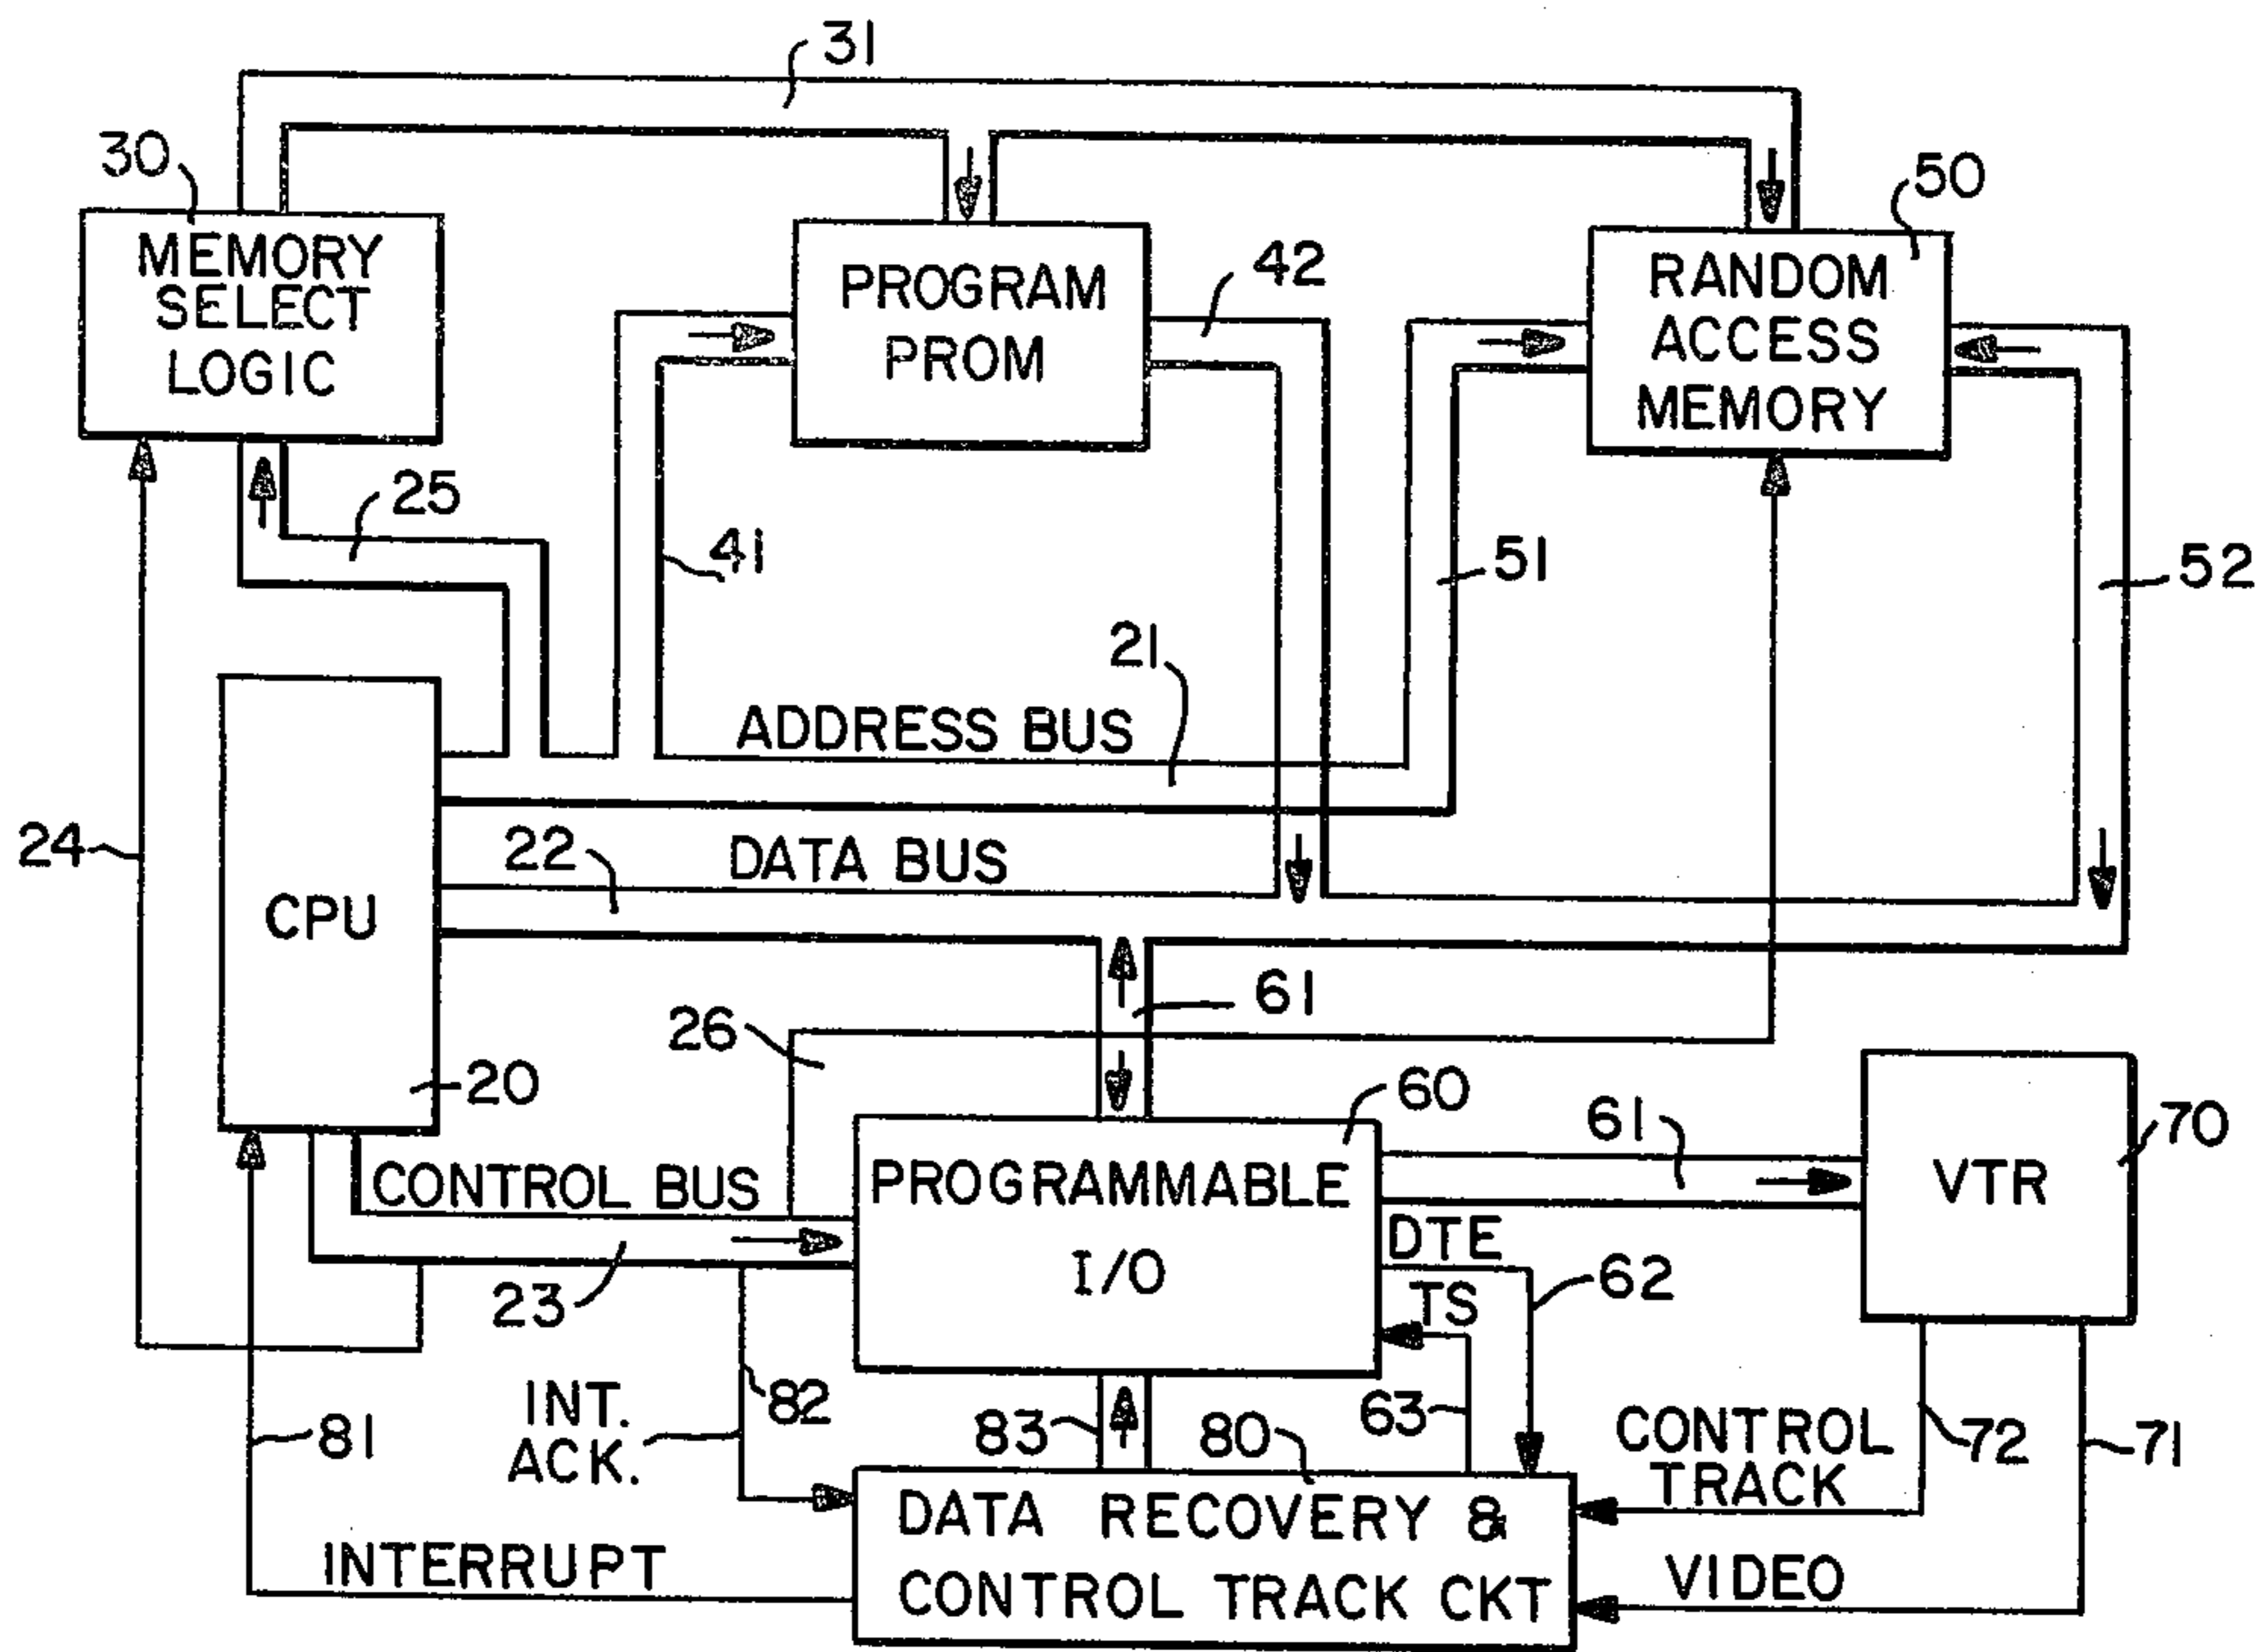 31
30
MEMORY
SELECT
LOGIC
PROGRAM
PROM
42
50
RANDOM
ACCESS
MEMORY
25
41
51
52
21
ADDRESS BUS
24
22
DATA BUS
CPU
20
26
61
60
61
70
VTR
CONTROL BUS
23
PROGRAMMABLE
I/O
DTE
TS
62
63
INT.
ACK.
82
81
83
80
CONTROL
TRACK
72
71
DATA RECOVERY &
CONTROL TRACK CKT
INTERRUPT
VIDEO